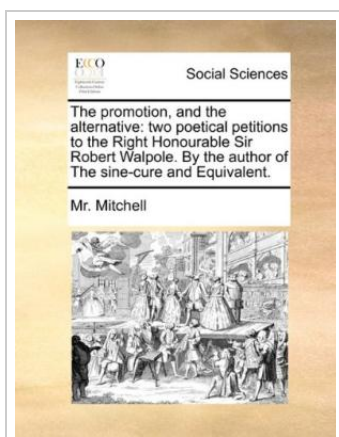 ECCO
Social Sciences
The promotion, and the
alternative: two poetical petitions
to the Right Honourable Sir
Robert Walpole. By the author of
The sine-cure and Equivalent.
Mr. Mitchell